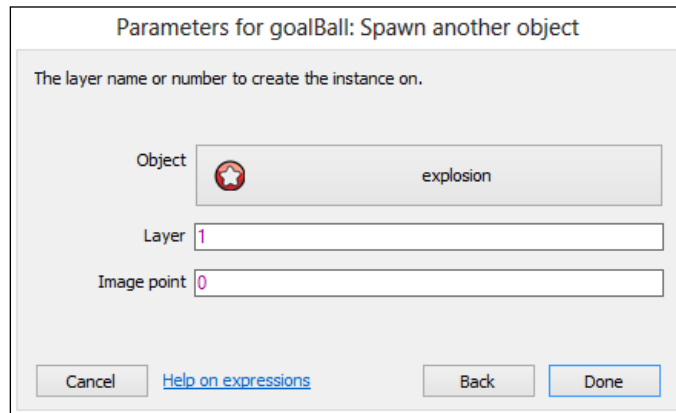 Parameters for goalBall: Spawn another object
The layer name or number to create the instance on.
Object explosion
Layer 1
Image point 0
Cancel Help on expressions Back Done